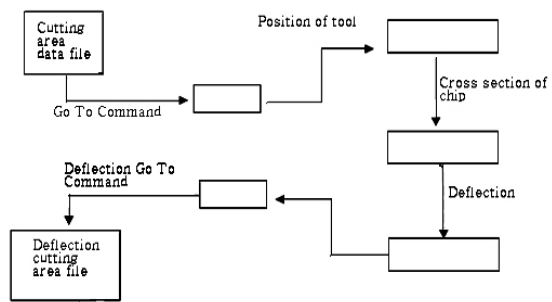 Cutting
area
data file
Position of tool
Go To Command
Cross section of
chip
Deflection Go To
Command
Deflection
Deflection
cutting
area file